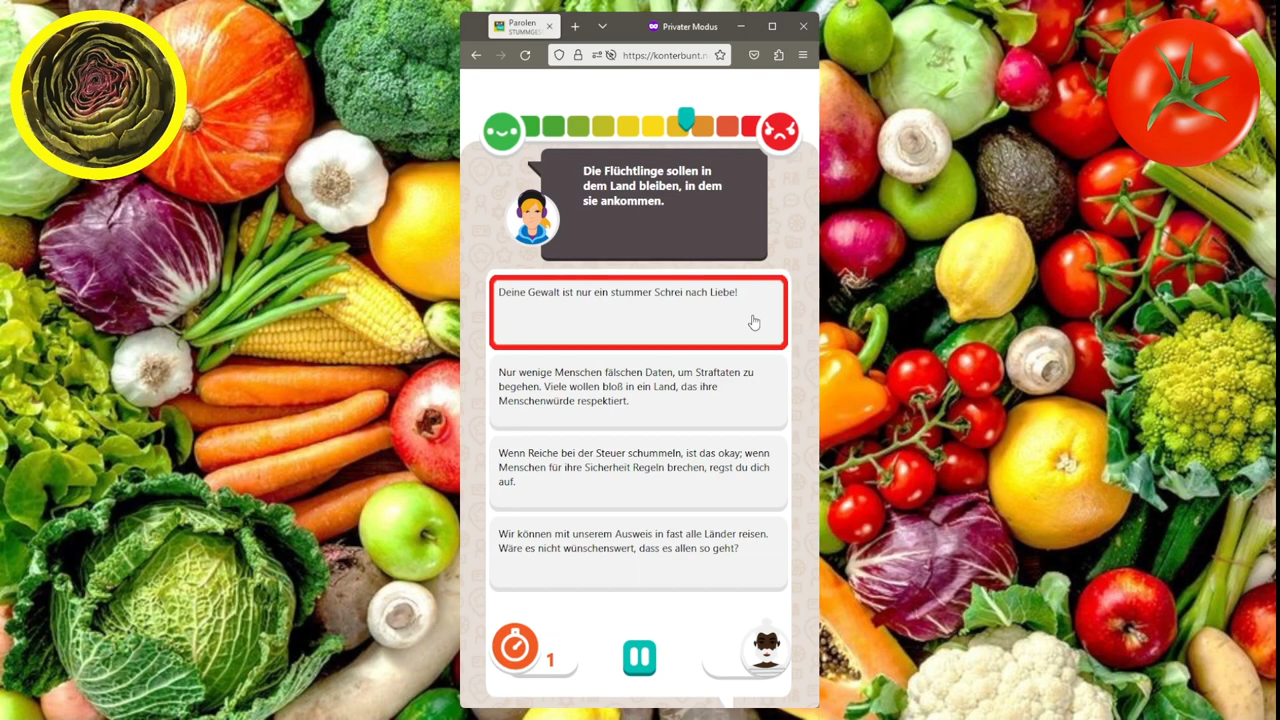 Parolen
Privater Modus
https://konterbunt.
Die Flüchtlinge sollen in
dem Land bleiben, in dem
sie ankommen.
Deine Gewalt ist nur ein stummer Schrei nach Liebe!
Nur wenige Menschen fälschen Daten, um Straftaten zu
begehen. Viele wollen bloß in ein Land, das ihre
Menschenwürde respektiert.
Wenn Reiche bei der Steuer schummeln, ist das okay; wenn
Menschen für ihre Sicherheit Regeln brechen, regst du dich
auf.
Wir können mit unserem Ausweis in fast alle Länder reisen.
Wäre es nicht wünschenswert, dass es allen so geht?
1